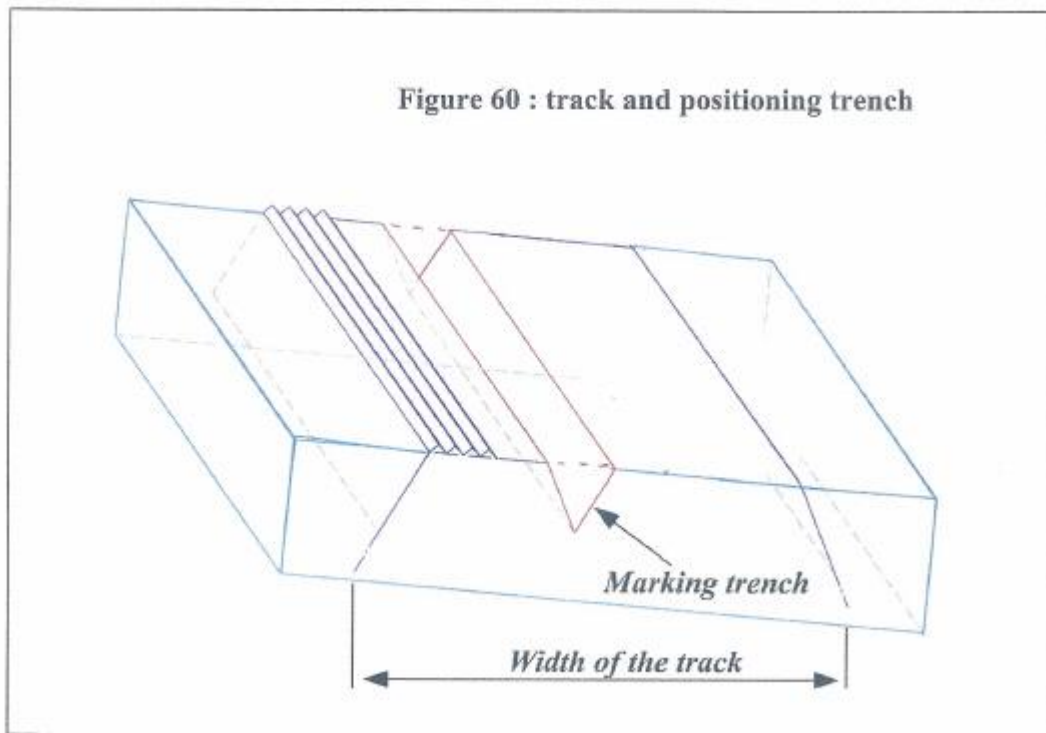 Figure 60 : track and positioning trench
Marking trench
Width of the track